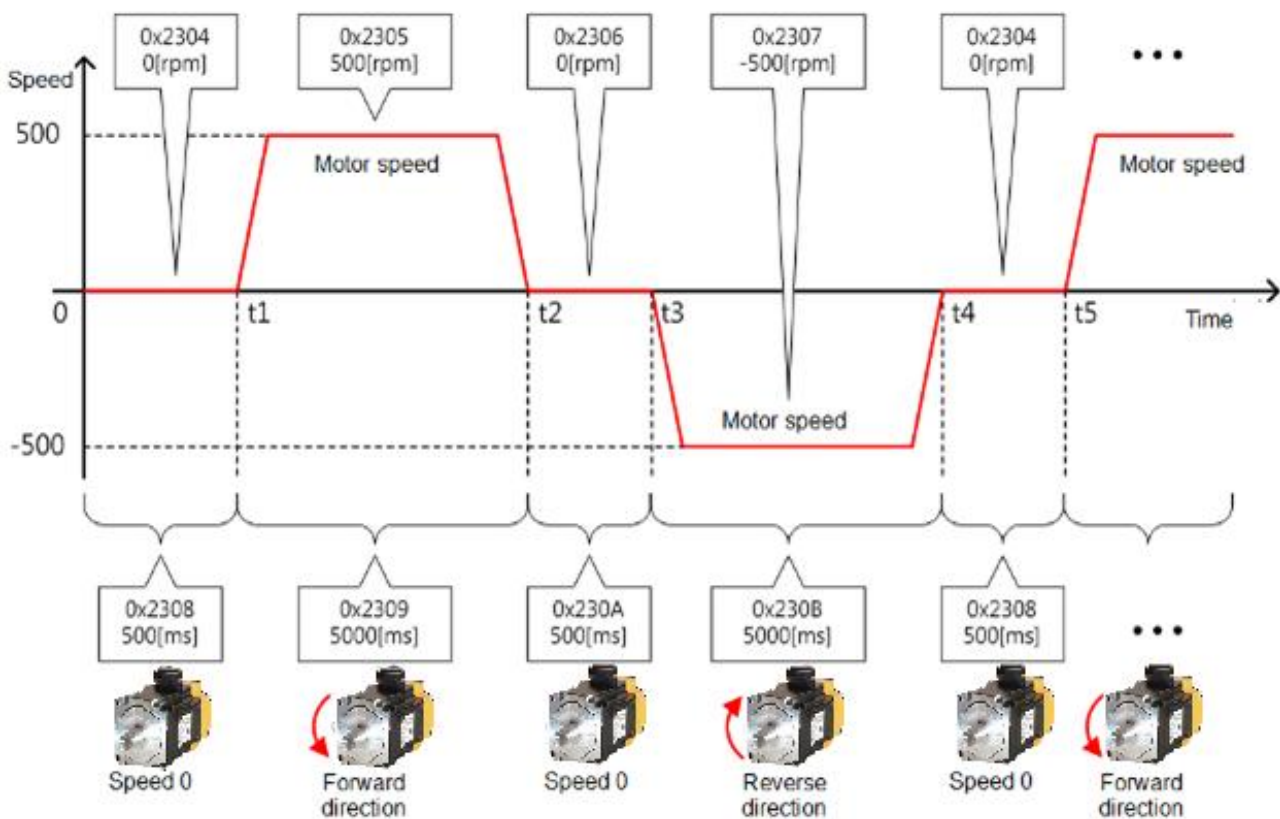 0x2304
0[rpm]
0x2305
500[rpm]
0x2306
0[rpm]
0x2307
-500[rpm]
0x2304
0[rpm]
•••
Speed
500
Motor speed
Motor speed
0
t1
t2
t3
t4
t5
Time
Motor speed
-500
0x2308
500[ms]
0x2309
5000[ms]
0x230A
500[ms]
0x230B
5000[ms]
0x2308
500[ms]
•••
Speed 0
Forward
direction
Speed 0
Reverse
direction
Speed 0
Forward
direction